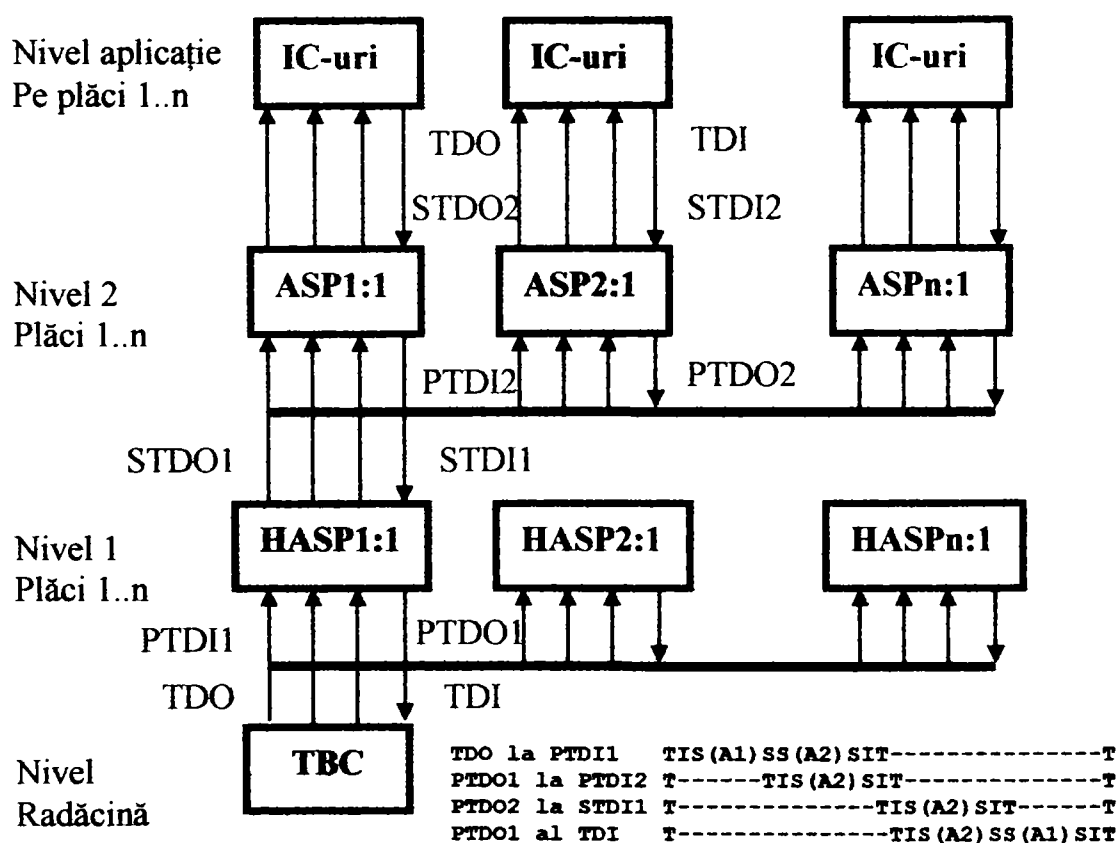 Nivel aplicație
Pe plăci 1..n
IC-uri
IC-uri
IC-uri
TDO
TDI
STDO2
STDI2
Nivel 2
Plăci 1..n
ASP1:1
ASP2:1
ASPn:1
PTDI2
PTDO2
STDO1
STDI1
Nivel 1
Plăci 1..n
HASP1:1
HASP2:1
HASPn:1
PTDI1
PTDO1
TDO
TDI
Nivel
Radăcină
TBC
TDO la PTDI1 TIS(A1)SS(A2)SIT---------------T
PTDO1 la PTDI2 T------TIS(A2)SIT--------------T
PTDO2 la STDI1 T--------------TIS(A2)SIT------T
PTDO1 al TDI T---------------TIS(A2)SS(A1)SIT